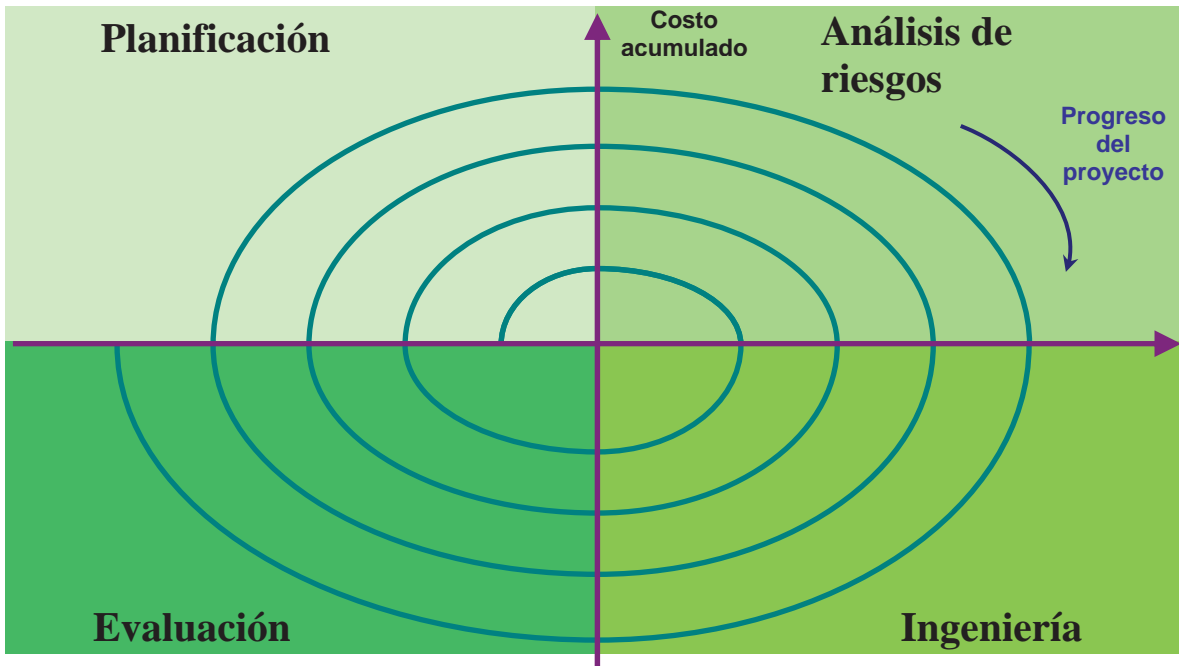 Planificación
Costo
acumulado
Análisis de
riesgos
Progreso
del
proyecto
Evaluación
Ingeniería